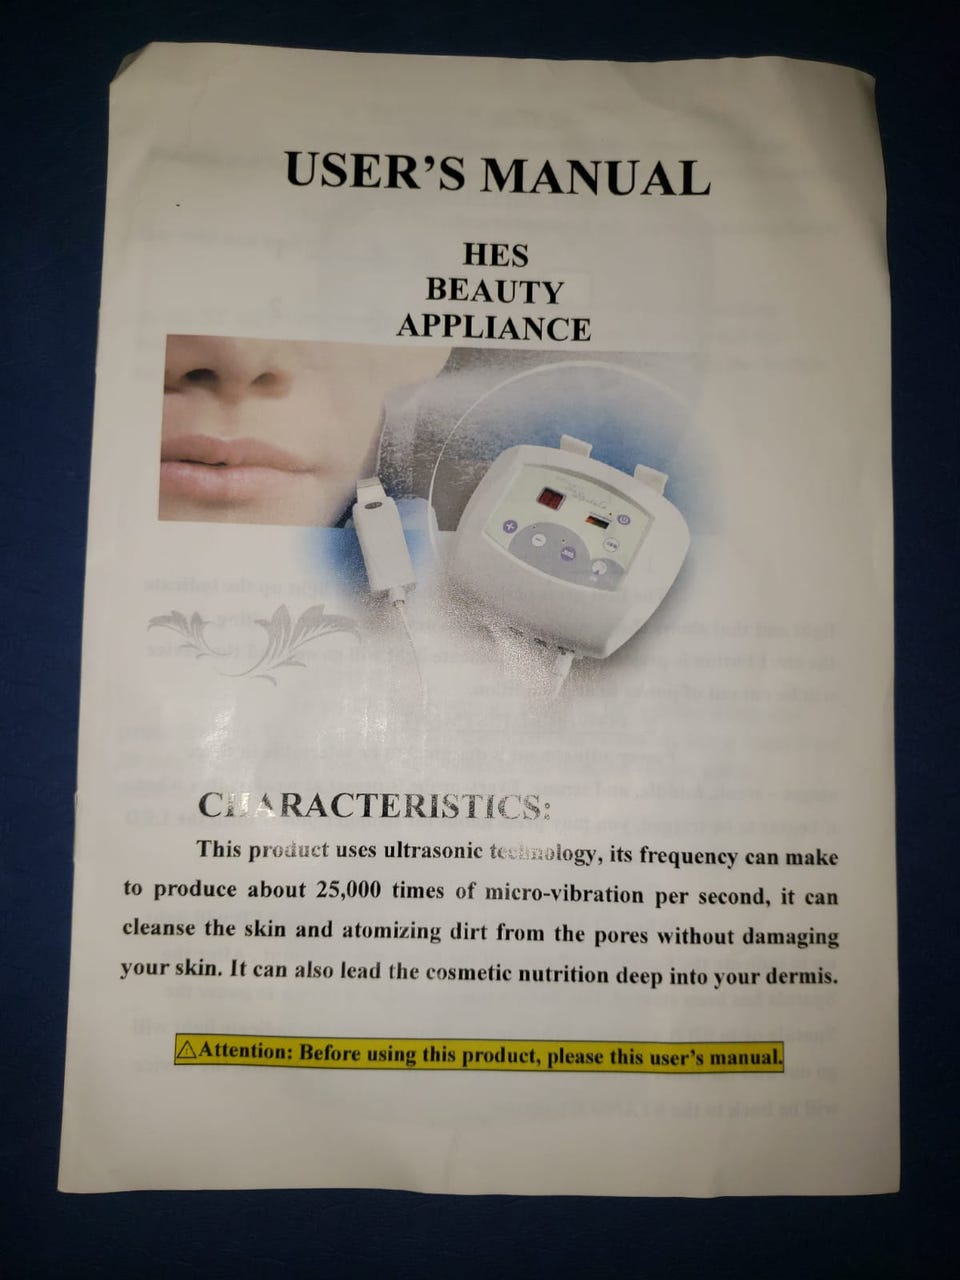 USER'S MANUAL
HES
BEAUTY
APPLIANCE
CHARACTERISTICS:
This product uses ultrasonic technology, its frequency can make
to produce about 25,000 times of micro-vibration per second, it can
cleanse the skin and atomizing dirt from the pores without damaging
your skin. It can also lead the cosmetic nutrition deep into your dermis.
⚠Attention: Before using this product, please this user's manual.